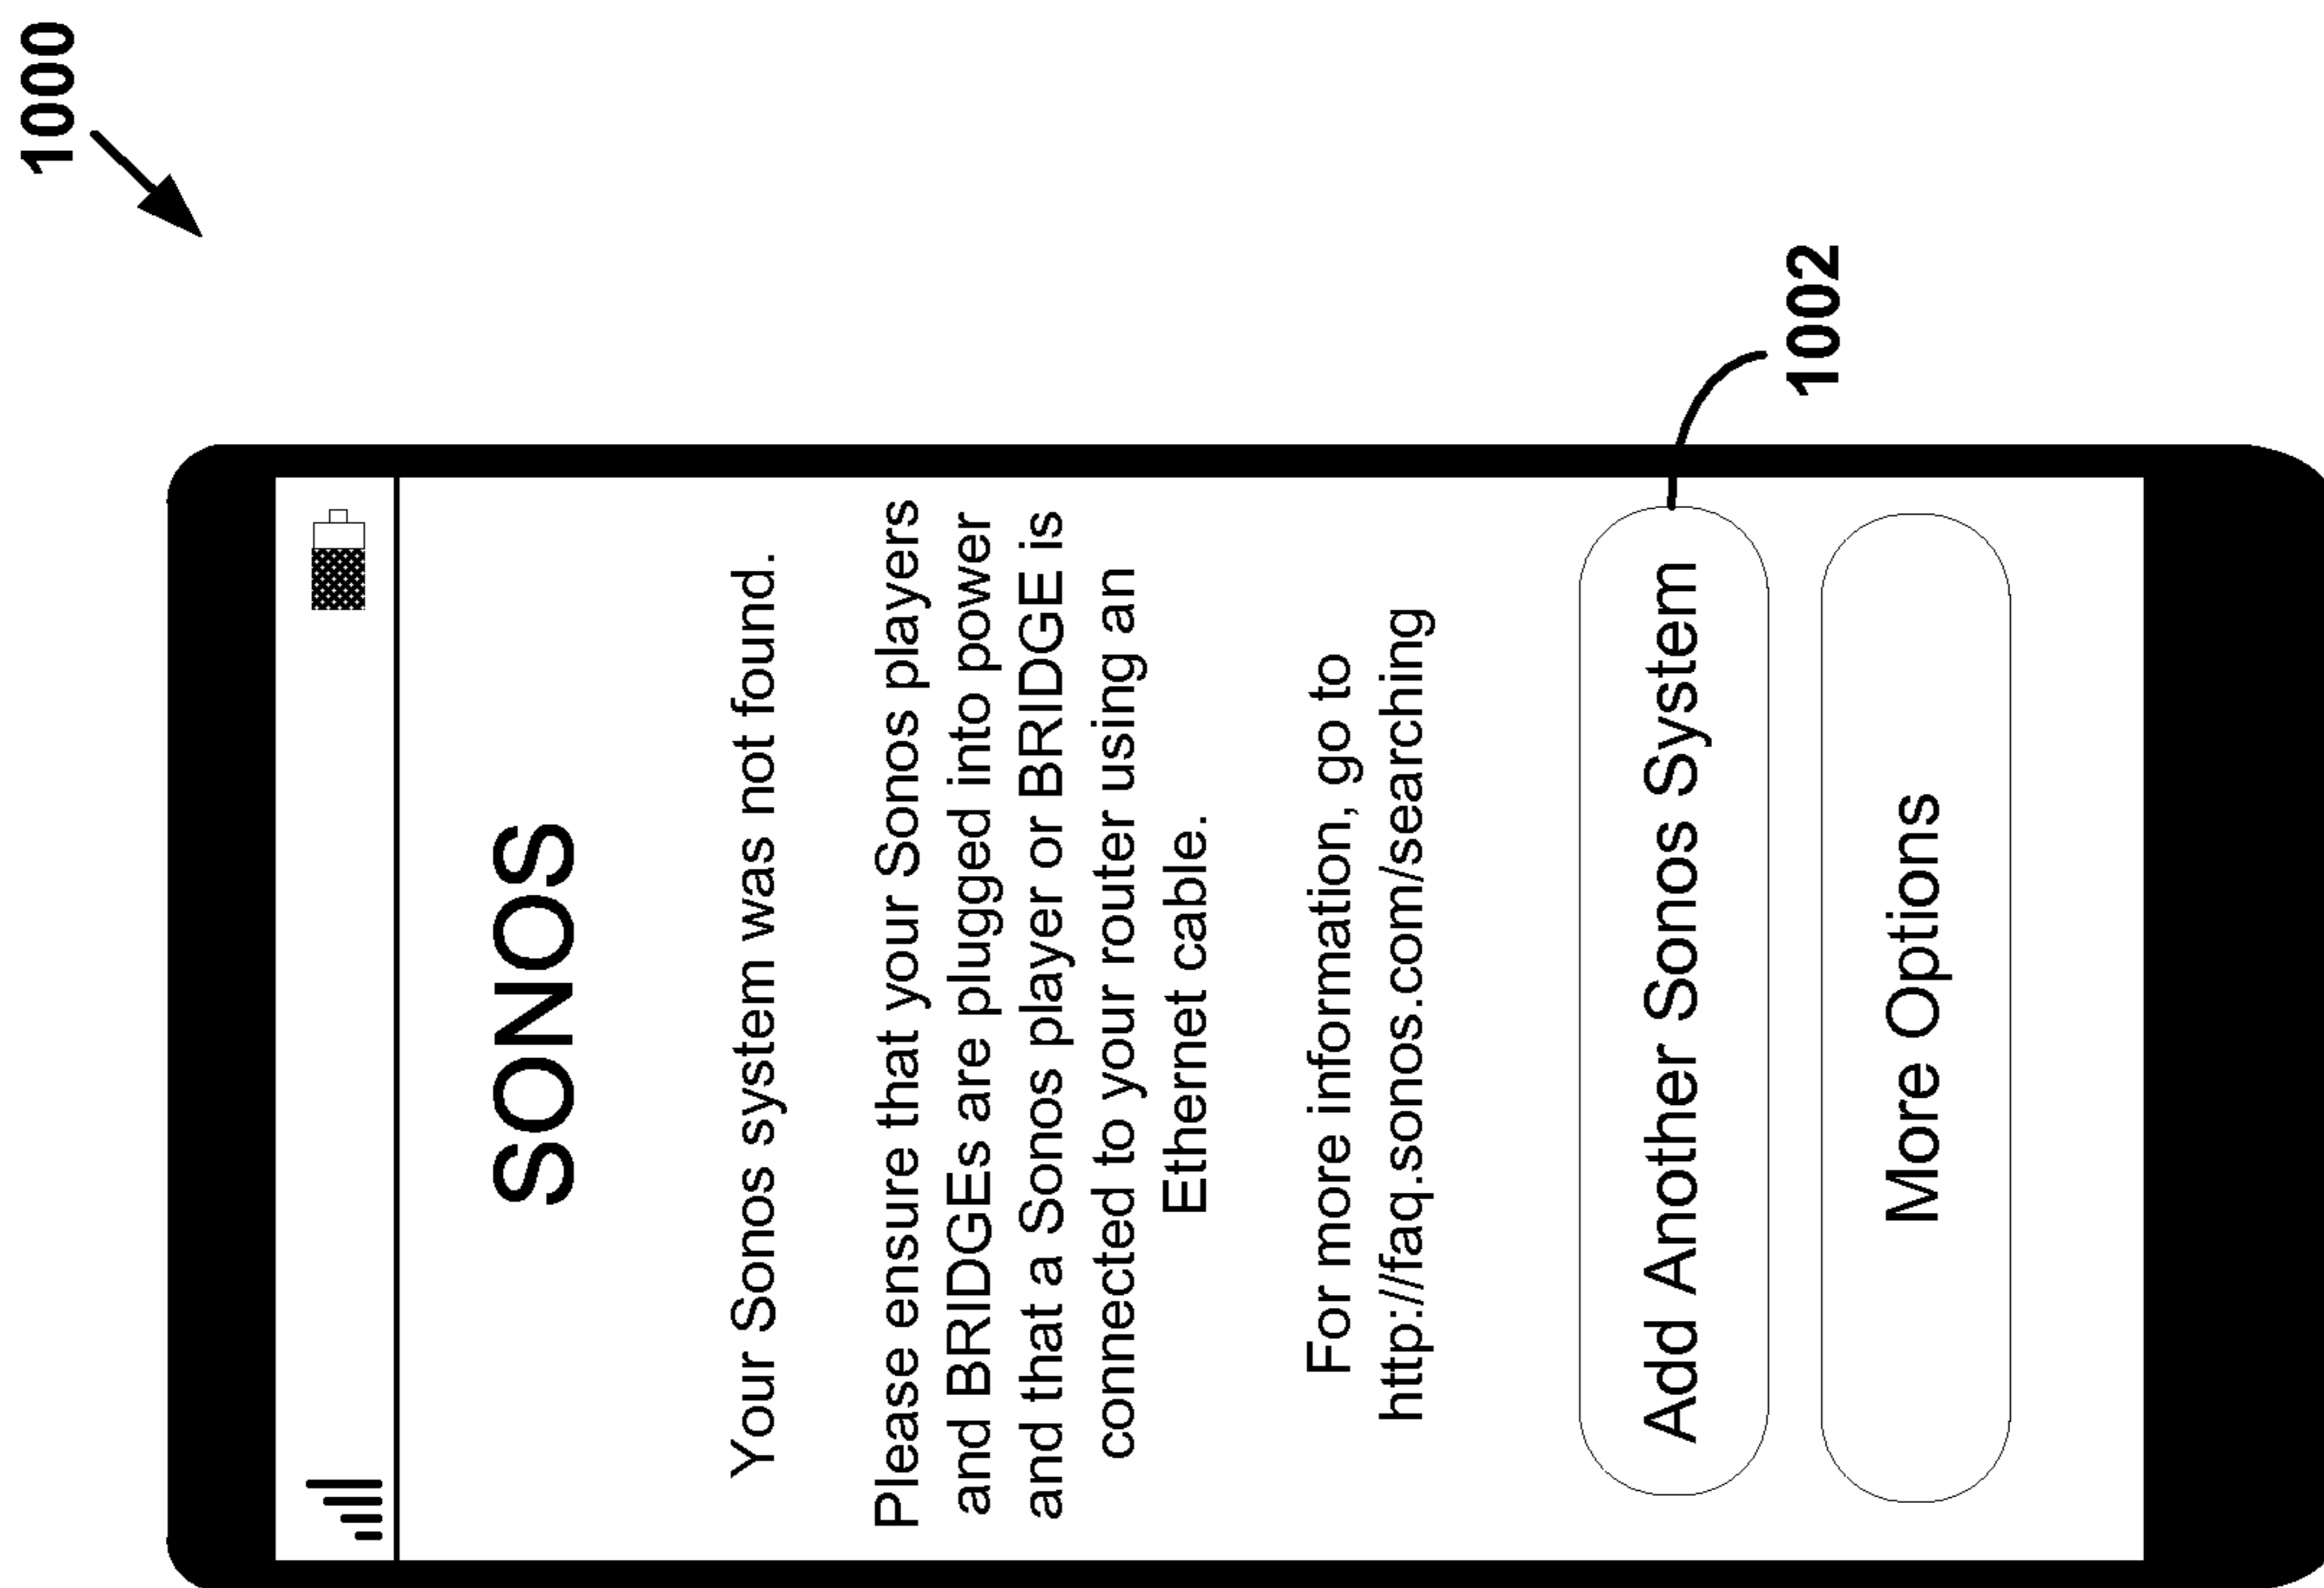 1000
SONOS
Your Sonos system was not found.
Please ensure that your Sonos players
and BRIDGEs are plugged into power
and that a Sonos player or BRIDGE is
connected to your router using an
Ethernet cable.
For more information, go to
http://faq.sonos.com/searching
Add Another Sonos System
1002
More Options